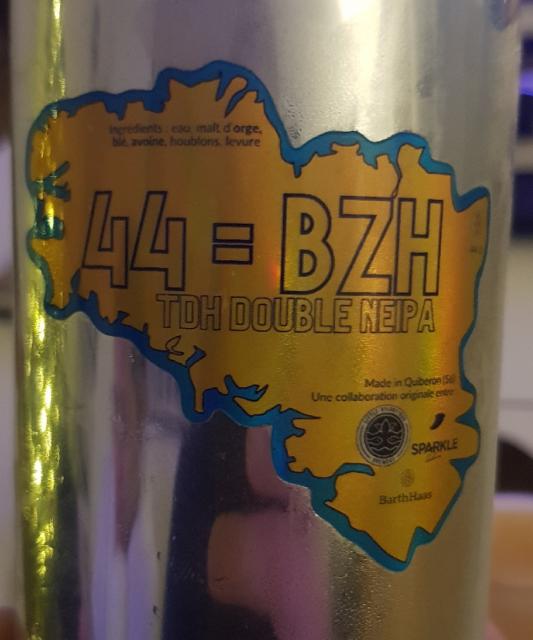 Ingrédients : eau, malt d'orge,
blé, avoine, houblons, levure
44 = BZH
TDH DOUBLE NEIPA
Made in Quiberon (56)
Une collaboration originale entre
SPARKLE
BarthHaas